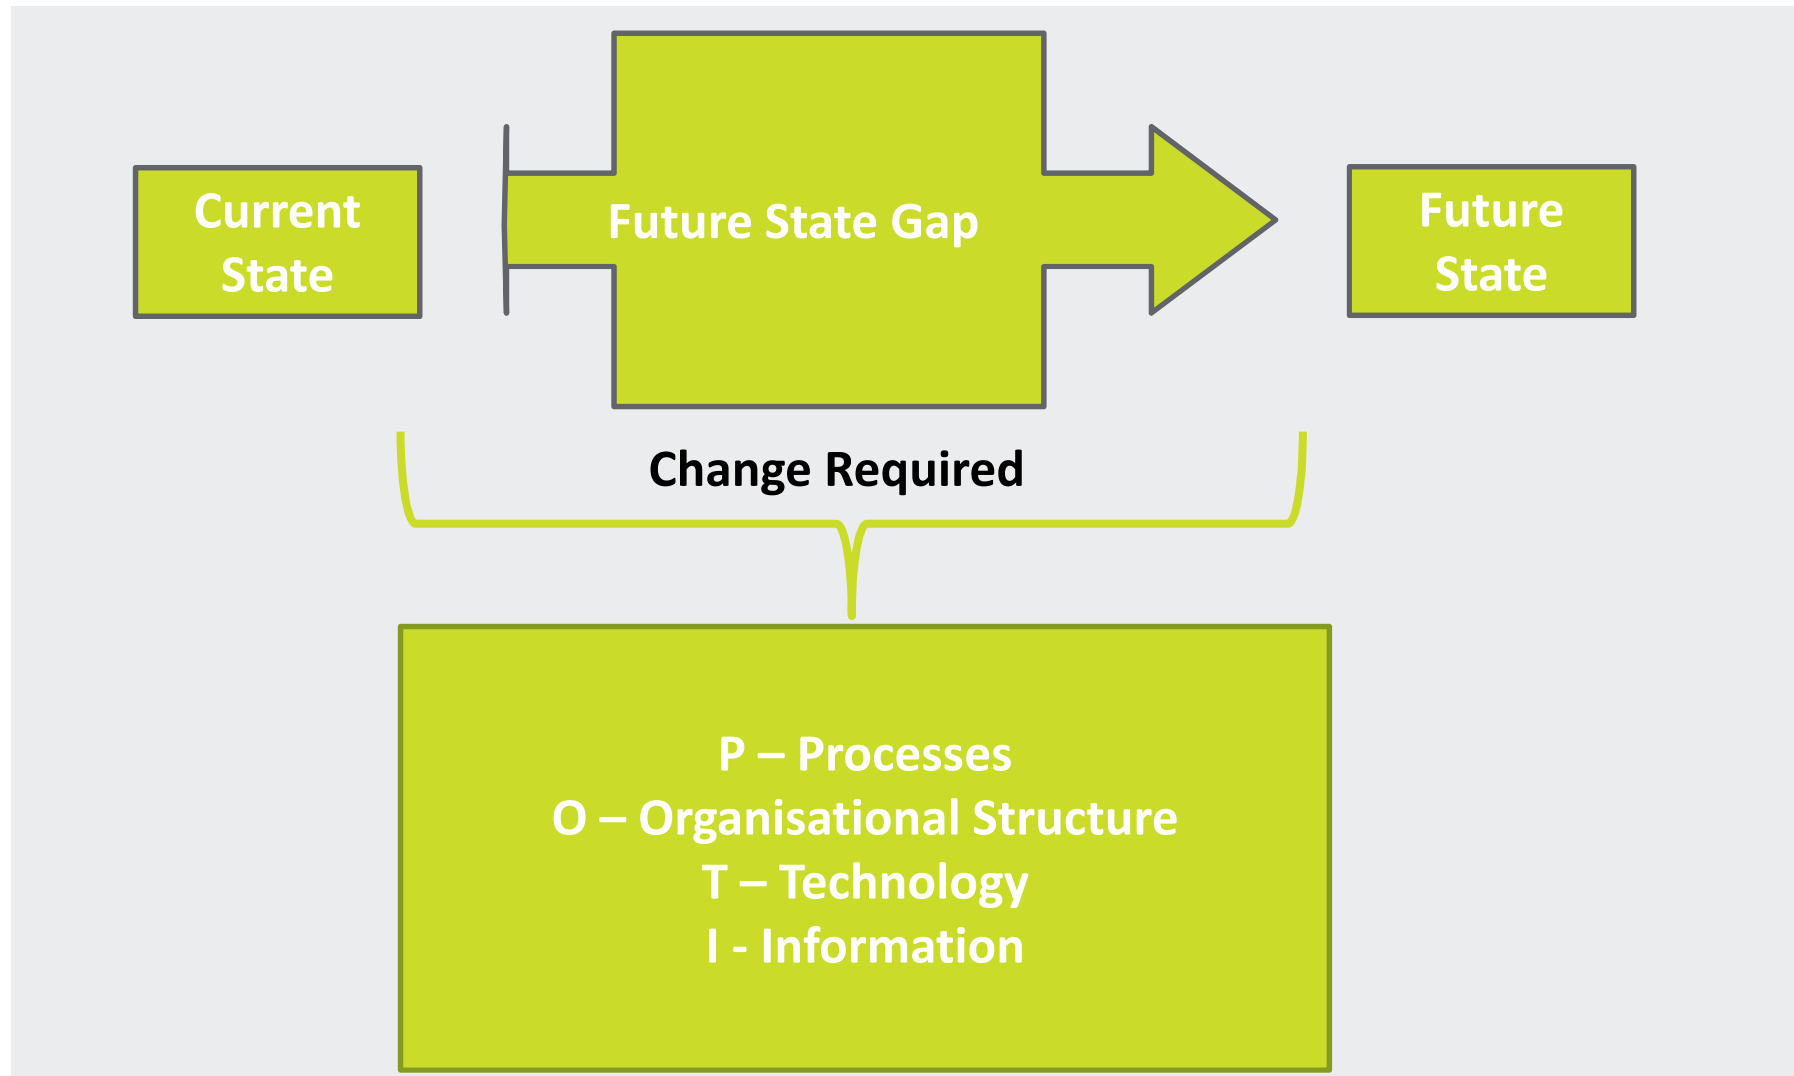 Current
State
Future State Gap
Future
State
Change Required
P – Processes
O – Organisational Structure
T – Technology
I - Information